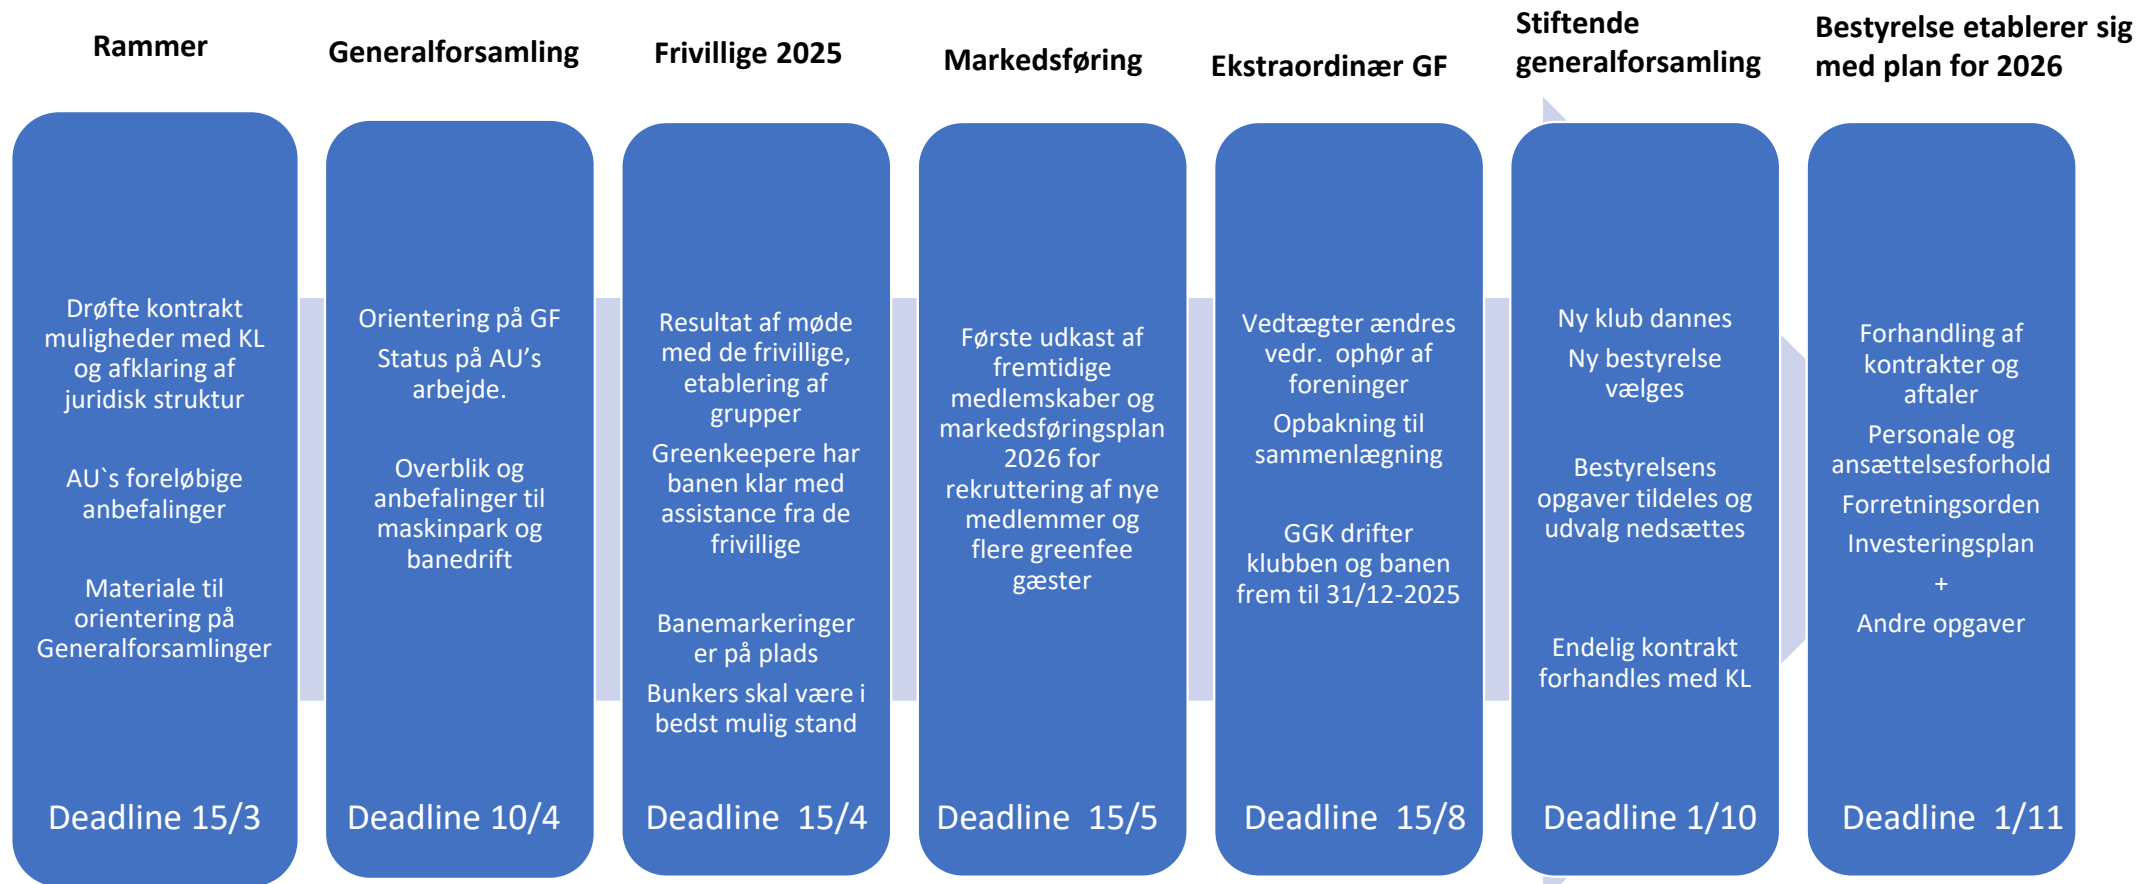 Rammer
Drøfte kontrakt
muligheder med KL
og afklaring af
juridisk struktur
AU`s foreløbige
anbefalinger
Materiale til
orientering på
Generalforsamlinger
Deadline 15/3
Generalforsamling
Orientering på GF
Status på AU’s
arbejde.
Overblik og
anbefalinger til
maskinpark og
banedrift
Deadline 10/4
Frivillige 2025
Resultat af møde
med de frivillige,
etablering af
grupper
Greenkeepere har
banen klar med
assistance fra de
frivillige
Banemarkeringer
er på plads
Bunkers skal være i
bedst mulig stand
Deadline 15/4
Markedsføring
Første udkast af
fremtidige
medlemskaber og
markedsføringsplan
2026 for
rekruttering af nye
medlemmer og
flere greenfee
gæster
Deadline 15/5
Ekstraordinær GF
Vedtægter ændres
vedr. ophør af
foreninger
Opbakning til
sammenlægning
GGK drifter
klubben og banen
frem til 31/12-2025
Deadline 15/8
Stiftende
generalforsamling
Ny klub dannes
Ny bestyrelse
vælges
Bestyrelsens
opgaver tildeles og
udvalg nedsættes
Endelig kontrakt
forhandles med KL
Deadline 1/10
Bestyrelse etablerer sig
med plan for 2026
Forhandling af
kontrakter og
aftaler
Personale og
ansættelsesforhold
Forretningsorden
Investeringsplan
+
Andre opgaver
Deadline 1/11